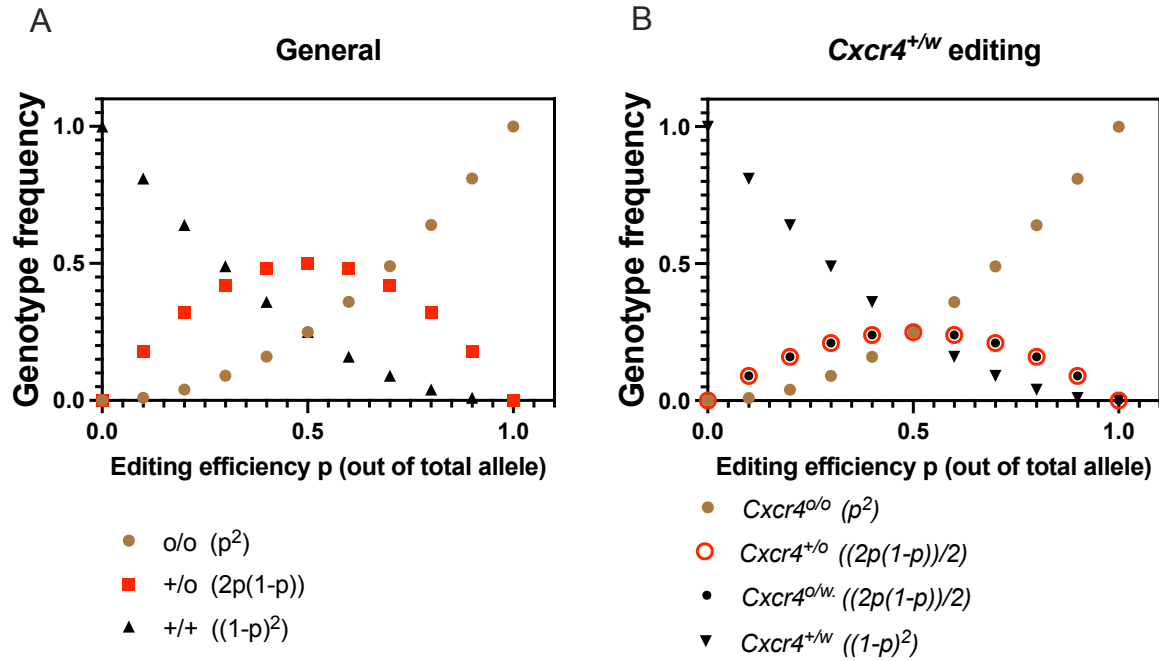 A
General
Genotype frequency
1.0
0.5
0.0
0.0 0.5 1.0
Editing efficiency p (out of total allele)
o/o (p²)
+/o (2p(1-p))
+/+ ((1-p)²)
B
Cxcr4⁺/ʷ editing
Genotype frequency
1.0
0.5
0.0
0.0 0.5 1.0
Editing efficiency p (out of total allele)
Cxcr4ᵒ/ᵒ (p²)
Cxcr4⁺/ᵒ ((2p(1-p))/2)
Cxcr4ᵒ/ʷ· ((2p(1-p))/2)
Cxcr4⁺/ʷ ((1-p)²)